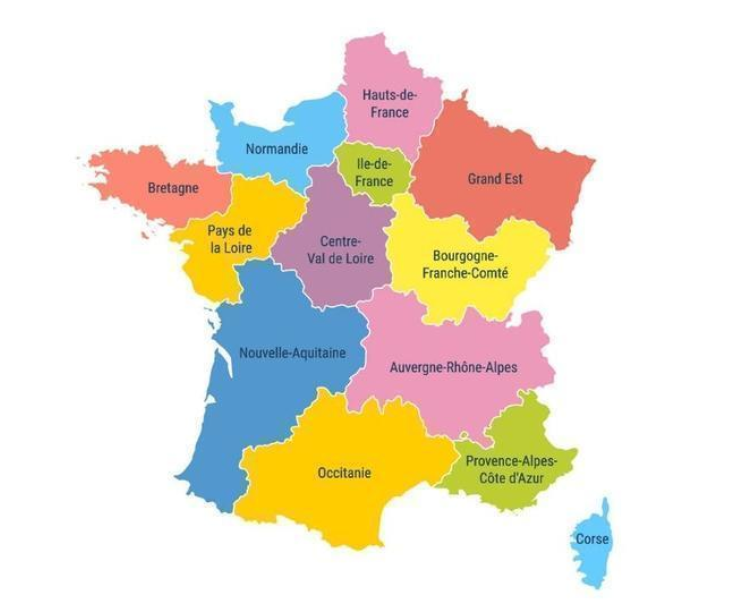 Hauts-de-
France
Normandie
Ile-de-
France
Grand Est
Bretagne
Pays de
la Loire
Centre-
Val de Loire
Bourgogne-
Franche-Comté
Nouvelle-Aquitaine
Auvergne-Rhône-Alpes
Occitanie
Provence-Alpes-
Côte d'Azur
Corse